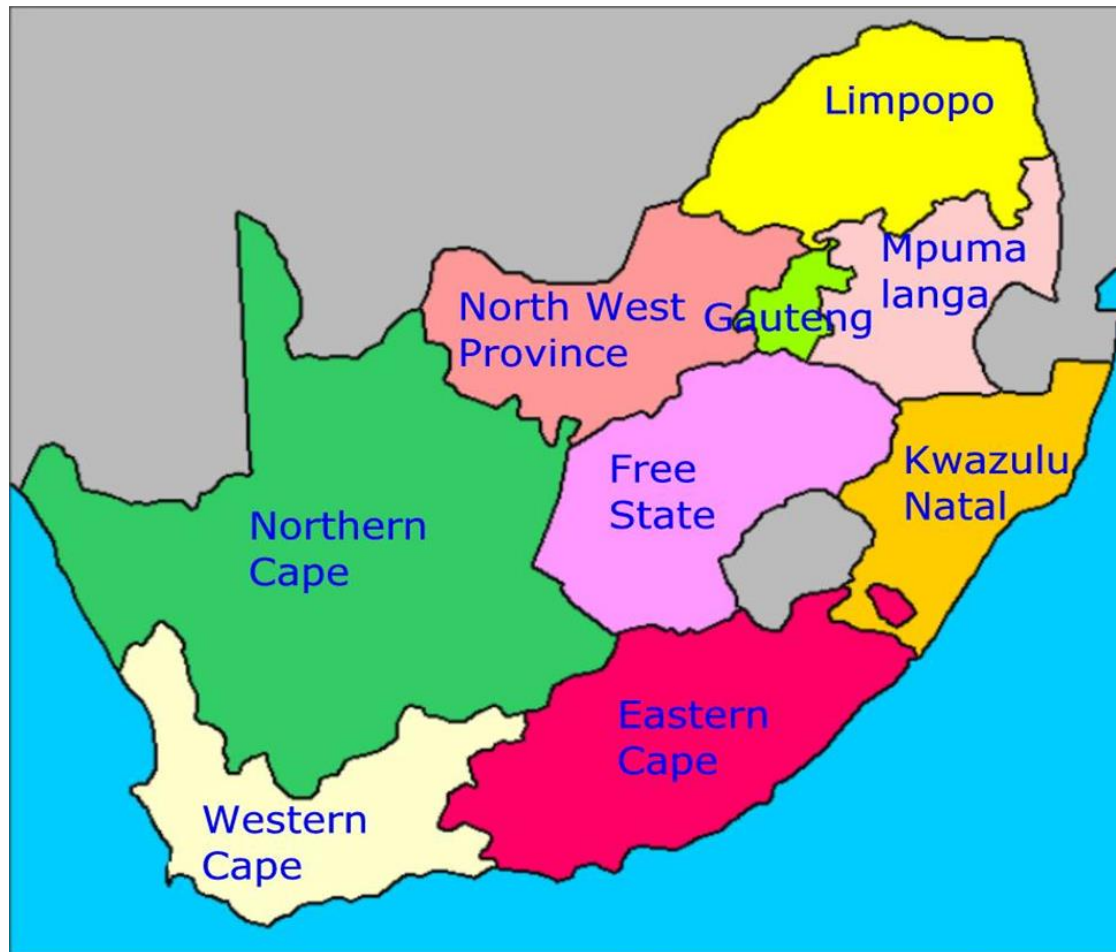 Limpopo
Mpuma
langa
North West
Province
Gauteng
Free
State
Kwazulu
Natal
Northern
Cape
Eastern
Cape
Western
Cape